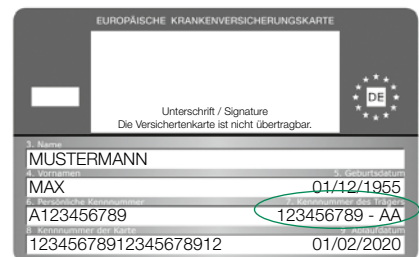 EUROPÄISCHE KRANKENVERSICHERUNGSKARTE
DE
Unterschrift / Signature
Die Versichertenkarte ist nicht übertragbar.
3. Name
MUSTERMANN
4. Vornamen 5. Geburtsdatum
MAX 01/12/1955
6. Persönliche Kennnummer 7. Kennnummer des Trägers
A123456789 123456789 - AA
8. Kennnummer der Karte 9. Ablaufdatum
12345678912345678912 01/02/2020